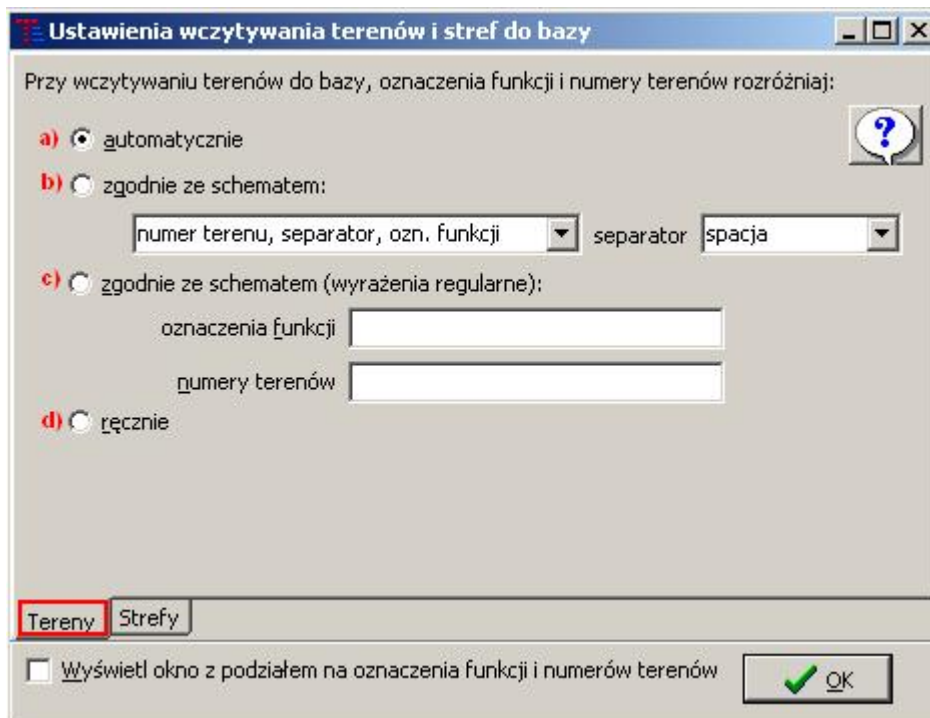 Ustawienia wczytywania terenów i stref do bazy
Przy wczytywaniu terenów do bazy, oznaczenia funkcji i numery terenów rozróżniaj:
a) automatycznie
?
b) zgodnie ze schematem:
numer terenu, separator, ozn. funkcji separator spacja
c) zgodnie ze schematem (wyrażenia regularne):
oznaczenia funkcji
numery terenów
d) ręcznie
Tereny Strefy
Wyświetl okno z podziałem na oznaczenia funkcji i numerów terenów OK